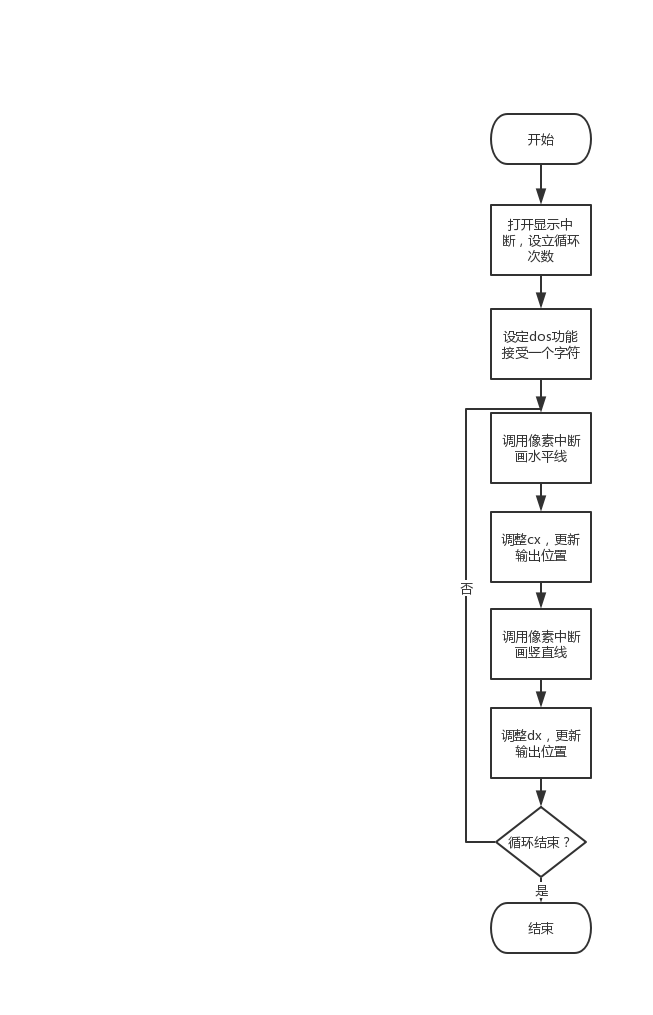 开始
打开显示中
断，设立循环
次数
设定dos功能
接受一个字符
调用像素中断
画水平线
调整cx，更新
输出位置
否
调用像素中断
画竖直线
调整dx，更新
输出位置
循环结束？
是
结束